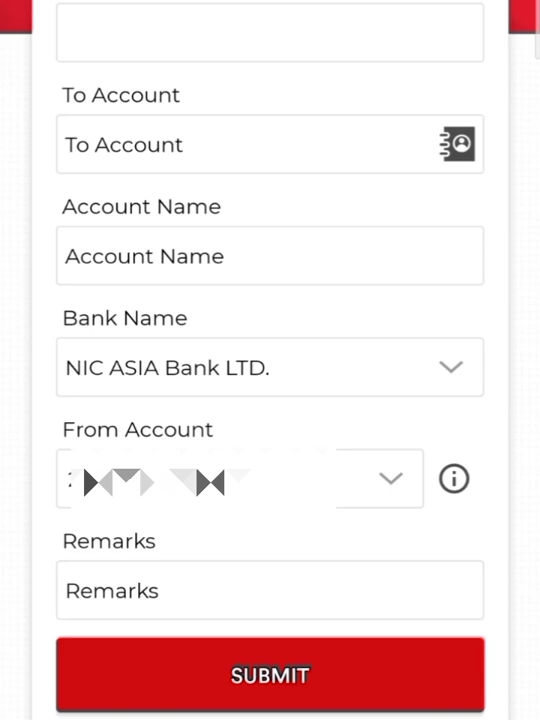 To Account
To Account
Account Name
Account Name
Bank Name
NIC ASIA Bank LTD.
From Account
Remarks
Remarks
SUBMIT